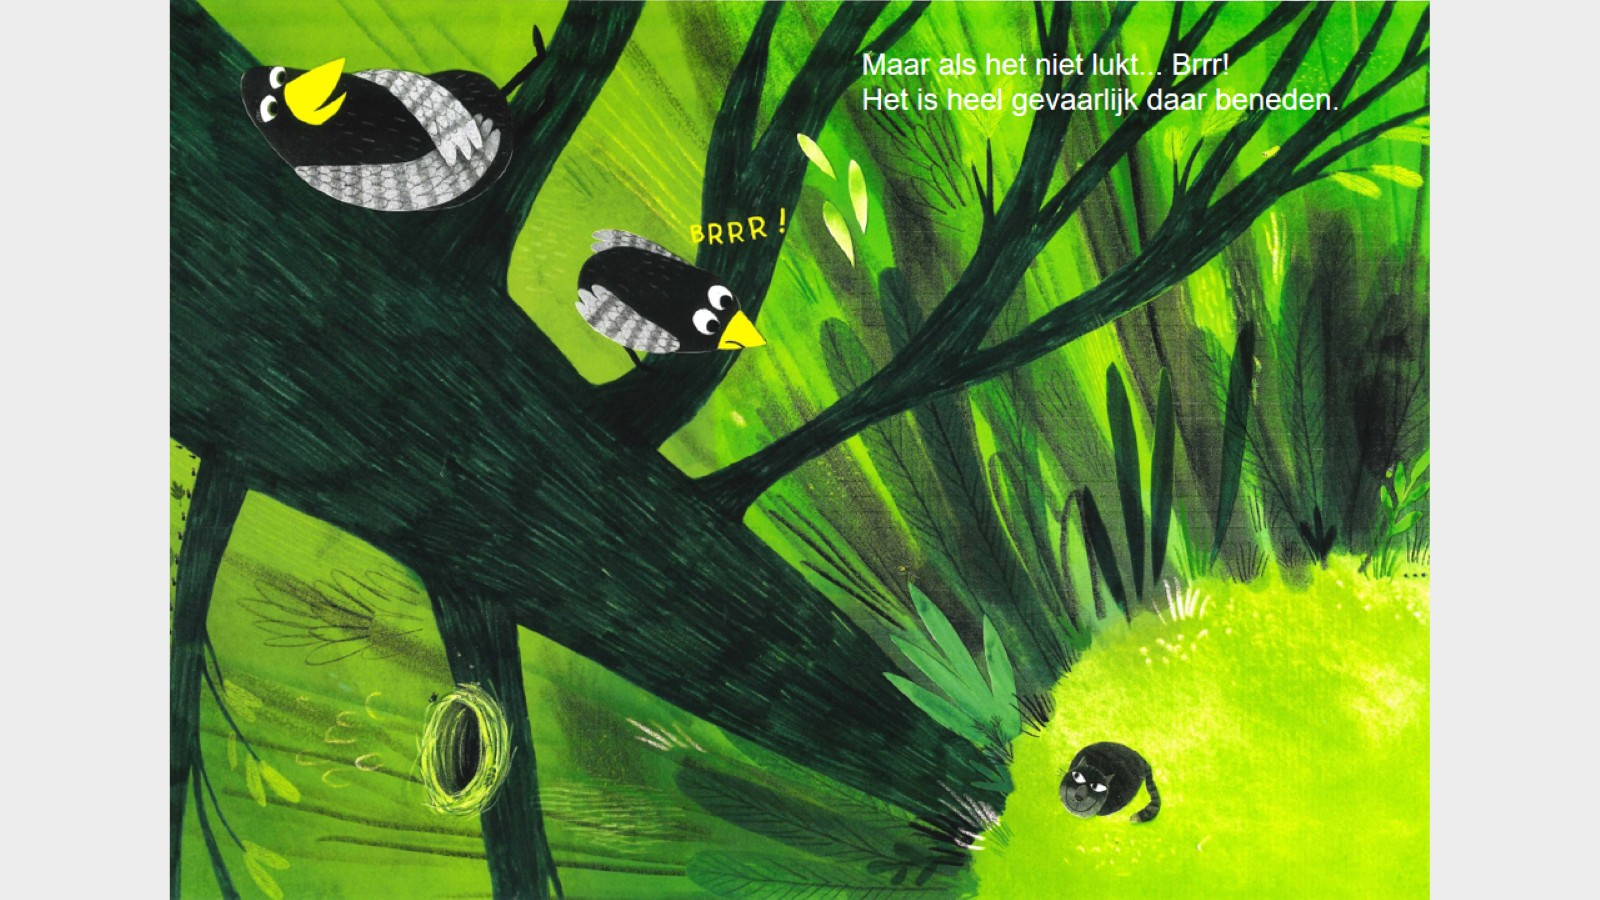 Maar als het niet lukt... Brrr!
Het is heel gevaarlijk daar beneden.
BRRR !